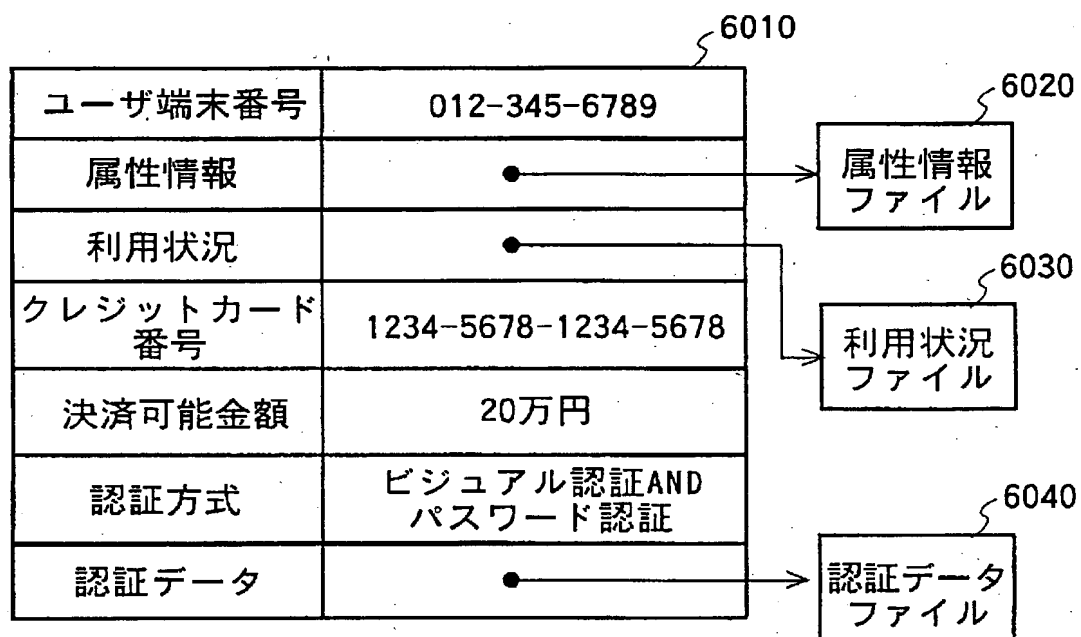 6010
ユーザ端末番号 012-345-6789
6020
属性情報
属性情報
ファイル
利用状況
6030
クレジットカード
番号
1234-5678-1234-5678
利用状況
ファイル
決済可能金額 20万円
認証方式
ビジュアル認証AND
パスワード認証
6040
認証データ
認証データ
ファイル